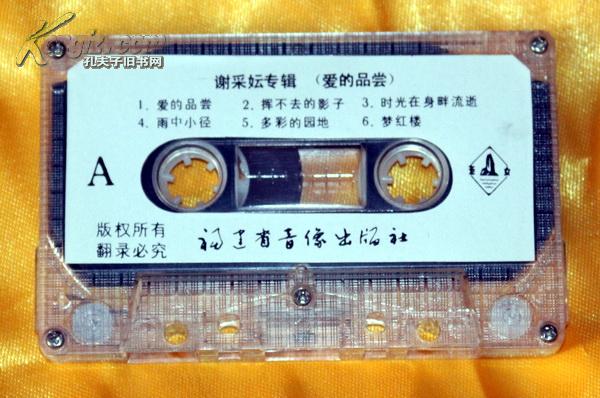 Kongfz.com
孔夫子旧书网
谢采妘专辑 （爱的品尝）
1. 爱的品尝 2. 挥不去的影子 3. 时光在身畔流逝
4. 雨中小径 5. 多彩的园地 6. 梦红楼
A
版权所有
翻录必究
福建省音像出版社